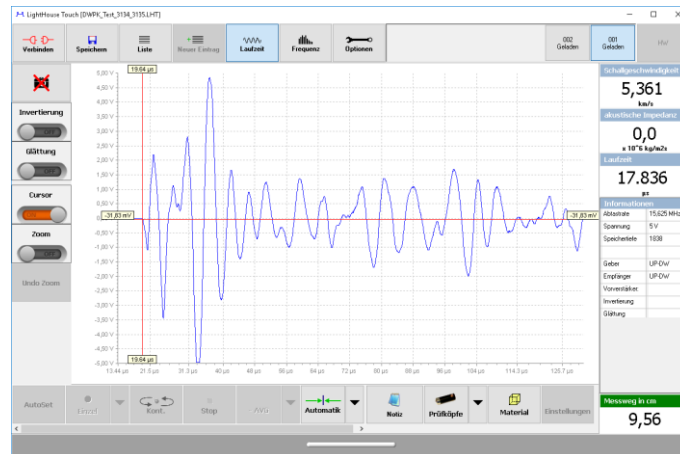 LightHouse Touch [DWPK_Test_3134_3135.LHT]
Verbinden
Speichern
Liste
Neuer Eintrag
Laufzeit
Frequenz
Optionen
002
Geladen
001
Geladen
HV
Invertierung
OFF
Glättung
OFF
Cursor
ON
Zoom
OFF
Undo Zoom
19.64 µs
5,00 V
4,50 V
4,00 V
3,50 V
3,00 V
2,50 V
2,00 V
1,50 V
1,00 V
0,50 V
-31,83 mV
-31,83 mV
-0,50 V
-1,00 V
-1,50 V
-2,00 V
-2,50 V
-3,00 V
-3,50 V
-4,00 V
-4,50 V
-5,00 V
19.64 µs
13.44 µs
21.8 µs
31.3 µs
40 µs
48 µs
56 µs
64 µs
72 µs
80 µs
88 µs
96 µs
104 µs
114.3 µs
125.7 µs
Schallgeschwindigkeit
5,361
km/s
akustische Impedanz
0,0
x 10^6 kg/m2s
Laufzeit
17.836
µs
Informationen
Abtastrate 15,625 MHz
Spannung 5 V
Speichertiefe 1838
Geber UP-DW
Empfänger UP-DW
Vorverstärker
Invertierung
Glättung
Messweg in cm
9,56
AutoSet
Einzel
Kont.
Stop
AVG
Automatik
Notiz
Prüfköpfe
Material
Einstellungen